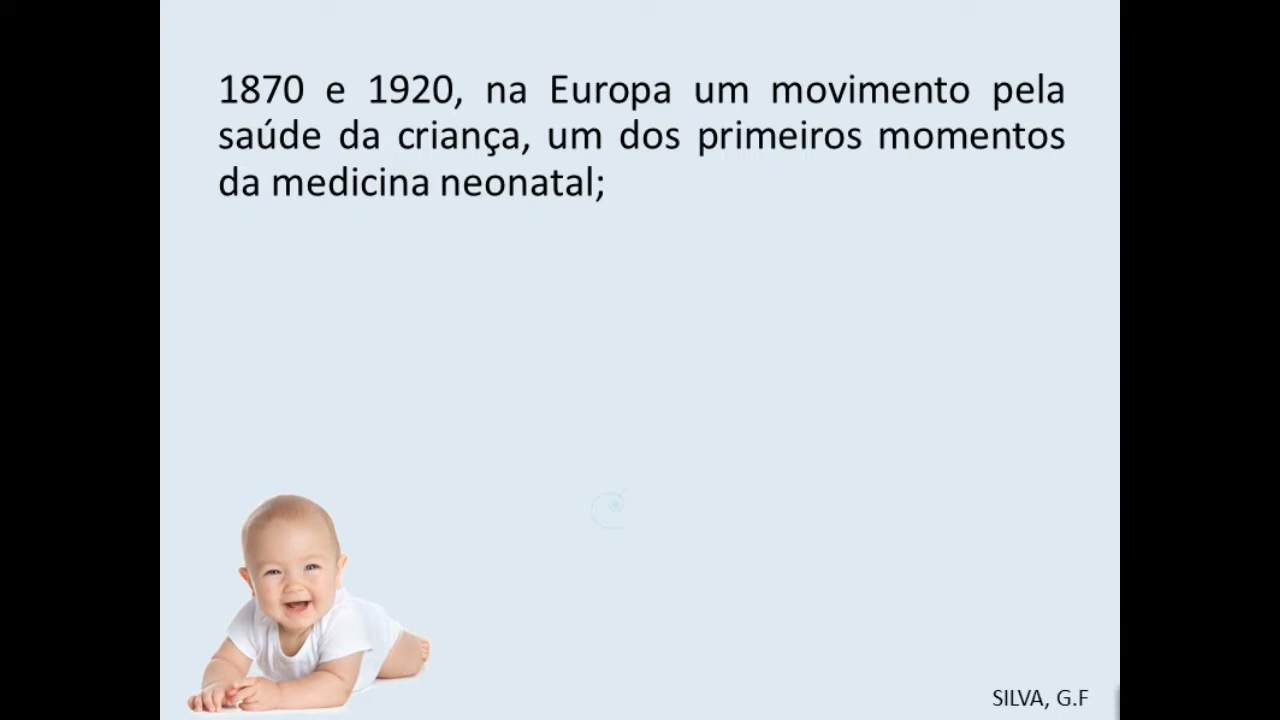 1870 e 1920, na Europa um movimento pela
saúde da criança, um dos primeiros momentos
da medicina neonatal;
SILVA, G.F